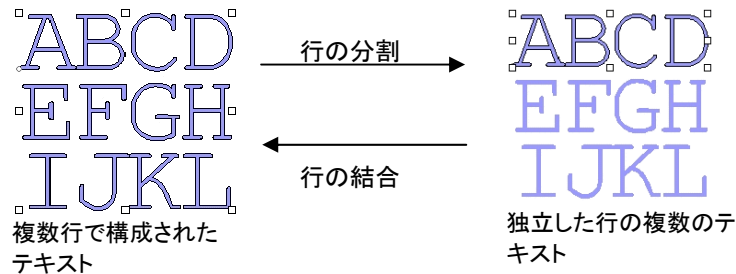 ABCD
EFGH
IJKL
複数行で構成された
テキスト
行の分割
行の結合
ABCD
EFGH
IJKL
独立した行の複数のテ
キスト